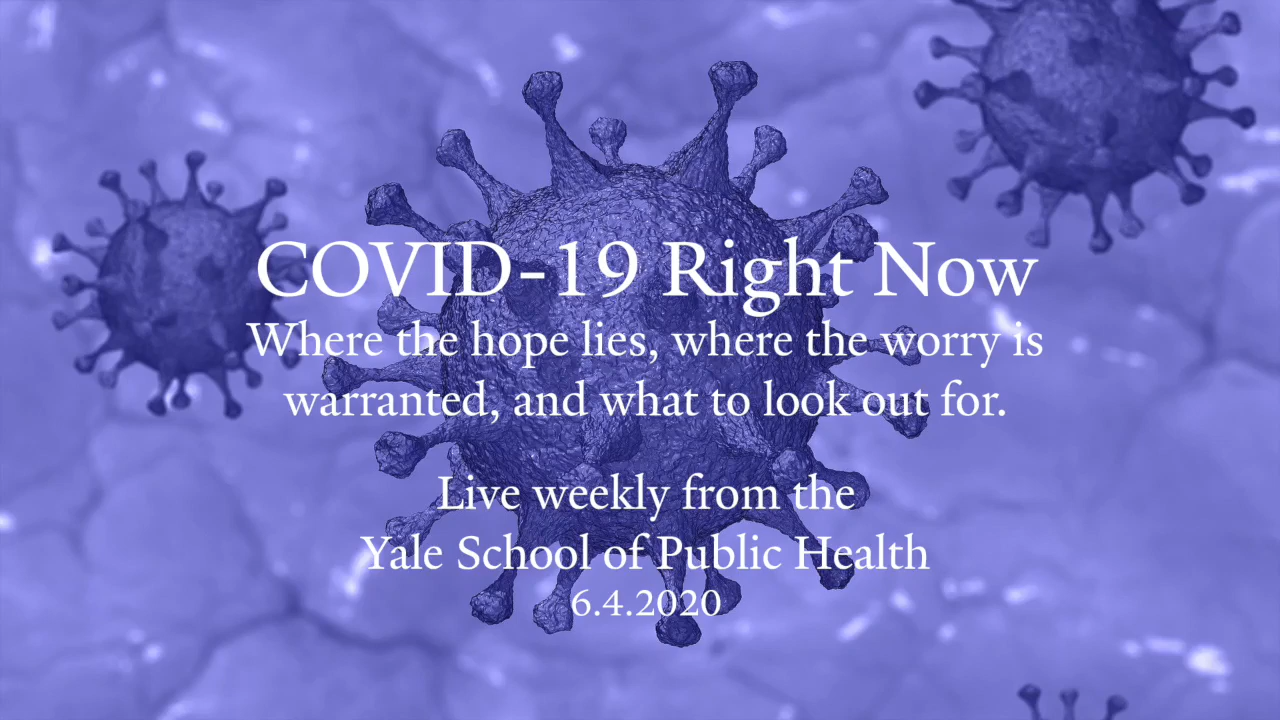 COVID-19 Right Now
Where the hope lies, where the worry is
warranted, and what to look out for.
Live weekly from the
Yale School of Public Health
6.4.2020